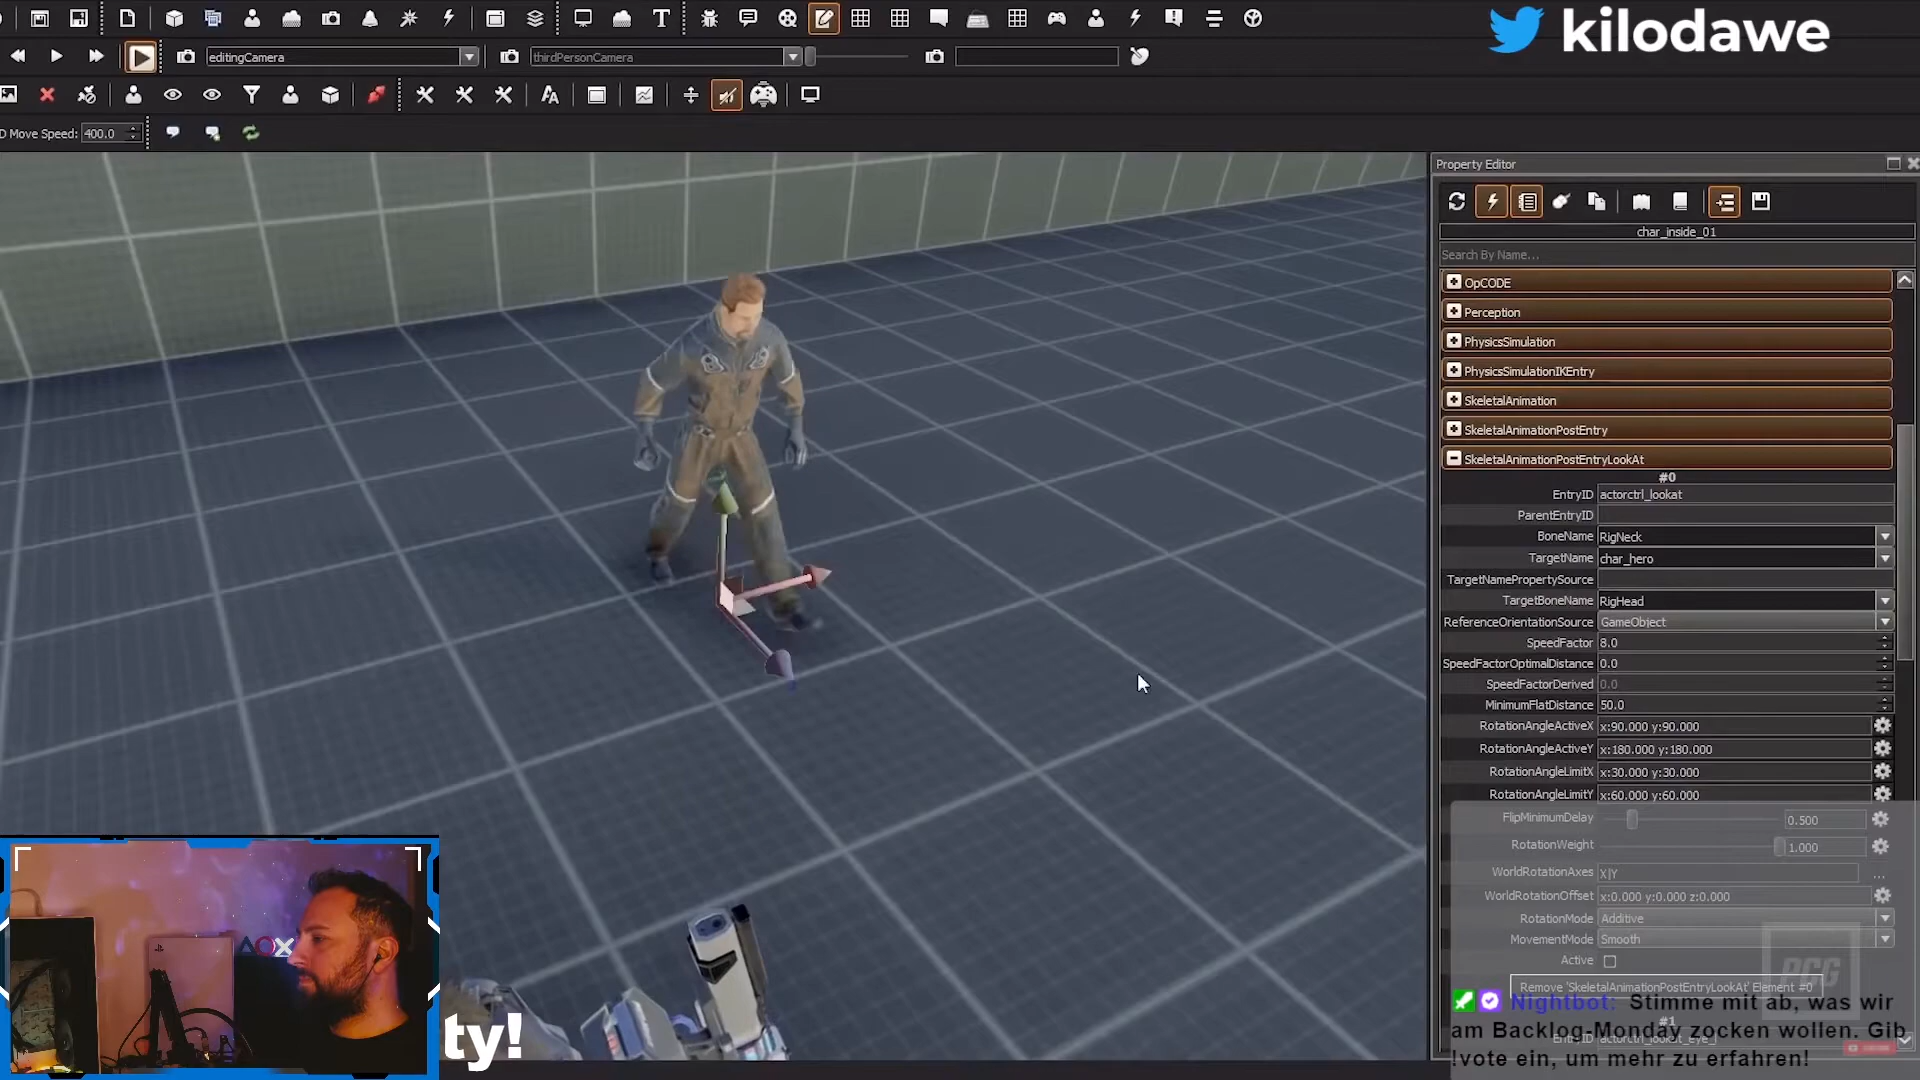 kilodawe
editingCamera
thirdPersonCamera
D Move Speed: 400.0
Property Editor
char_inside_01
Search By Name...
OpCODE
Perception
PhysicsSimulation
PhysicsSimulationIKEntry
SkeletalAnimation
SkeletalAnimationPostEntry
SkeletalAnimationPostEntryLookAt
#0
EntryID actorctrl_lookat
ParentEntryID
BoneName RigNeck
TargetName char_hero
TargetNamePropertySource
TargetBoneName RigHead
ReferenceOrientationSource GameObject
SpeedFactor 8.0
SpeedFactorOptimalDistance 0.0
SpeedFactorDerived 0.0
MinimumFlatDistance 50.0
RotationAngleActiveX x:90.000 y:90.000
RotationAngleActiveY x:180.000 y:180.000
RotationAngleLimitX x:30.000 y:30.000
RotationAngleLimitY x:60.000 y:60.000
FlipMinimumDelay 0.500
RotationWeight 1.000
WorldRotationAxes X|Y ...
WorldRotationOffset x:0.000 y:0.000 z:0.000
RotationMode Additive
MovementMode Smooth
Active
PCG
Remove 'SkeletalAnimationPostEntryLookAt' Element #0
Nightbot: Stimme mit ab, was wir
#1
am Backlog-Monday zocken wollen. Gib
EntryID actorctrl_lookat_eye_
!vote ein, um mehr zu erfahren!
ty!